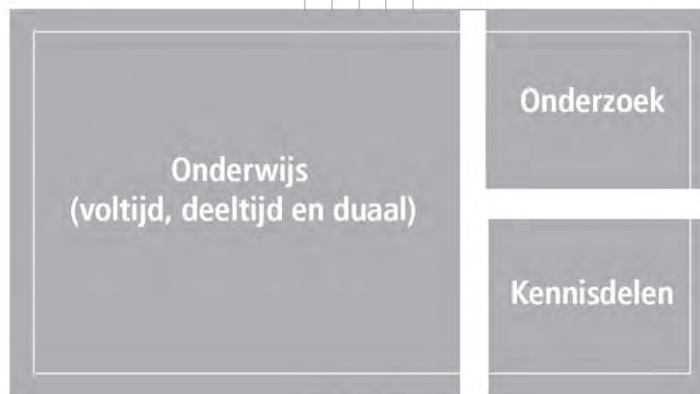 Onderwijs
(voltijd, deeltijd en duaal)
Onderzoek
Kennisdelen